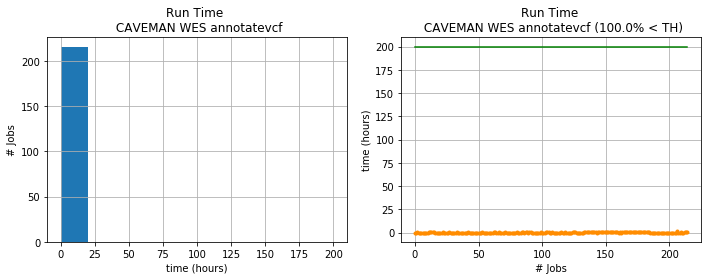 Run Time
CAVEMAN WES annotatevcf
200
150
100
50
0
# Jobs
0 25 50 75 100 125 150 175 200
time (hours)
Run Time
CAVEMAN WES annotatevcf (100.0% < TH)
200
175
150
125
100
75
50
25
0
time (hours)
0 50 100 150 200
# Jobs